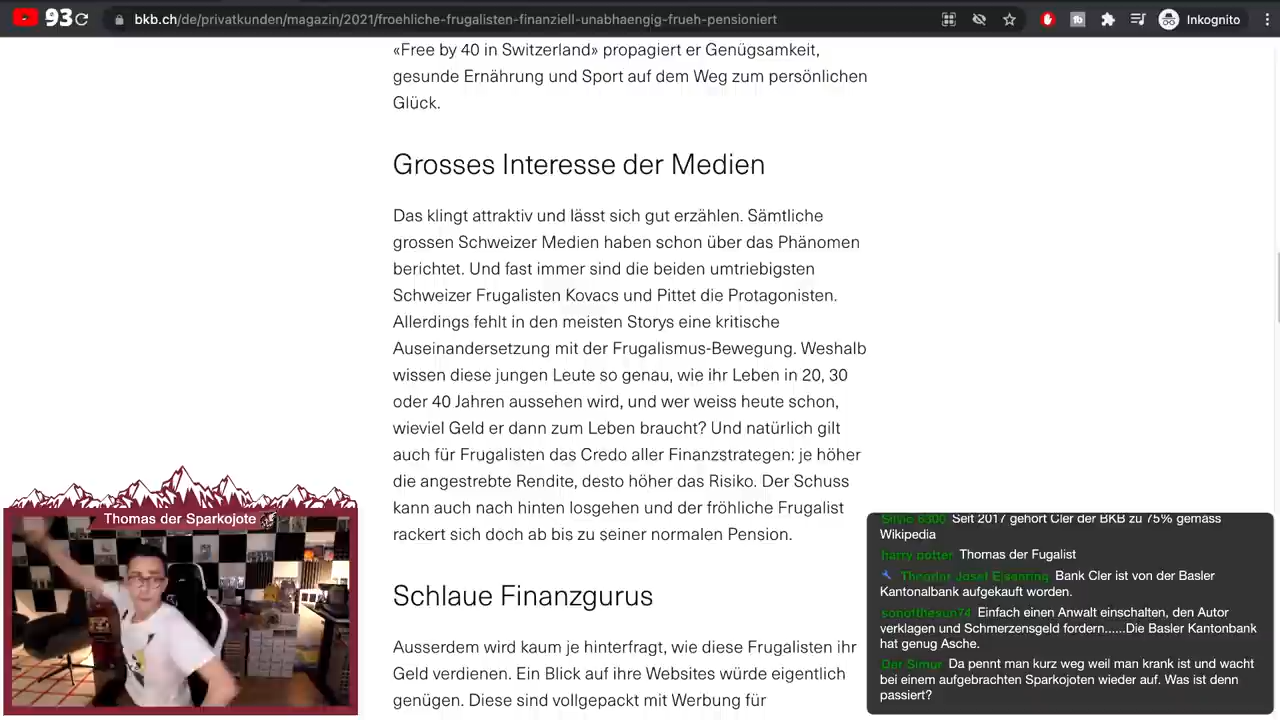 93
bkb.ch/de/privatkunden/magazin/2021/froehliche-frugalisten-finanziell-unabhaengig-frueh-pensioniert
Inkognito
«Free by 40 in Switzerland» propagiert er Genügsamkeit,
gesunde Ernährung und Sport auf dem Weg zum persönlichen
Glück.
Grosses Interesse der Medien
Das klingt attraktiv und lässt sich gut erzählen. Sämtliche
grossen Schweizer Medien haben schon über das Phänomen
berichtet. Und fast immer sind die beiden umtriebigsten
Schweizer Frugalisten Kovacs und Pittet die Protagonisten.
Allerdings fehlt in den meisten Storys eine kritische
Auseinandersetzung mit der Frugalismus-Bewegung. Weshalb
wissen diese jungen Leute so genau, wie ihr Leben in 20, 30
oder 40 Jahren aussehen wird, und wer weiss heute schon,
wieviel Geld er dann zum Leben braucht? Und natürlich gilt
auch für Frugalisten das Credo aller Finanzstrategen: je höher
die angestrebte Rendite, desto höher das Risiko. Der Schuss
kann auch nach hinten losgehen und der fröhliche Frugalist
rackert sich doch ab bis zu seiner normalen Pension.
Schlaue Finanzgurus
Ausserdem wird kaum je hinterfragt, wie diese Frugalisten ihr
Geld verdienen. Ein Blick auf ihre Websites würde eigentlich
genügen. Diese sind vollgepackt mit Werbung für
Thomas der Sparkojote
Seit 2017 gehört Cler der BKB zu 75% gemäss
Wikipedia
harry potter Thomas der Fugalist
Theodor Josef Eisenring Bank Cler ist von der Basler
Kantonalbank aufgekauft worden.
sonofthesun74 Einfach einen Anwalt einschalten, den Autor
verklagen und Schmerzensgeld fordern......Die Basler Kantonbank
hat genug Asche.
Der Simur Da pennt man kurz weg weil man krank ist und wacht
bei einem aufgebrachten Sparkojoten wieder auf. Was ist denn
passiert?